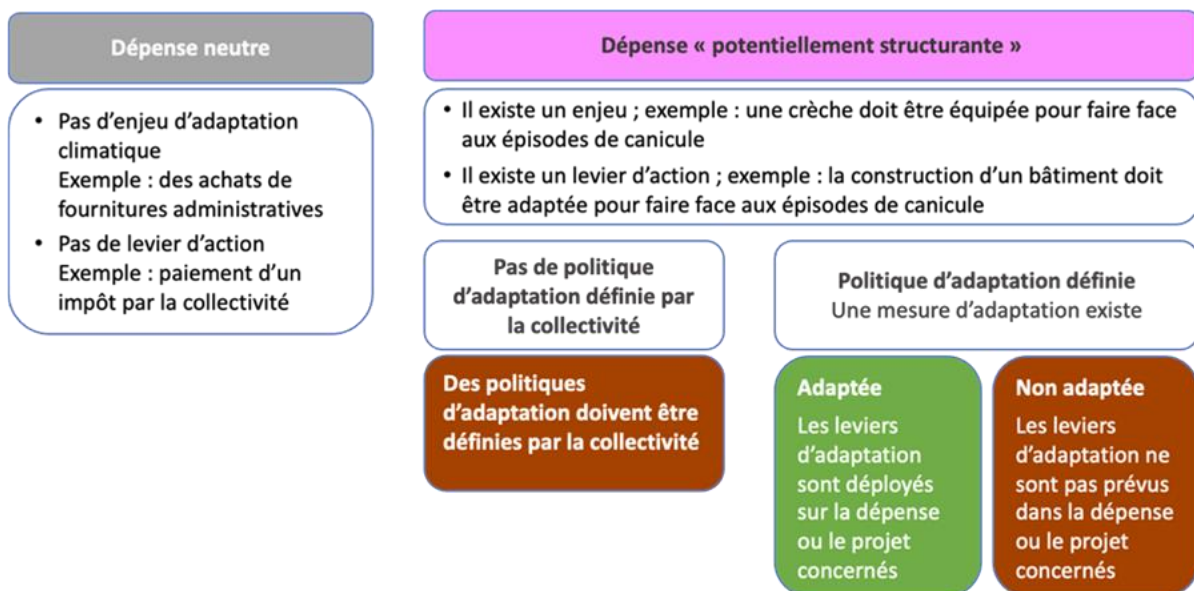 Dépense neutre
• Pas d’enjeu d’adaptation
climatique
Exemple : des achats de
fournitures administratives
• Pas de levier d’action
Exemple : paiement d’un
impôt par la collectivité
Dépense « potentiellement structurante »
• Il existe un enjeu ; exemple : une crèche doit être équipée pour faire face
aux épisodes de canicule
• Il existe un levier d’action ; exemple : la construction d’un bâtiment doit
être adaptée pour faire face aux épisodes de canicule
Pas de politique
d’adaptation définie par
la collectivité
Des politiques
d’adaptation doivent être
définies par la collectivité
Politique d’adaptation définie
Une mesure d’adaptation existe
Adaptée
Les leviers
d’adaptation
sont déployés
sur la dépense
ou le projet
concernés
Non adaptée
Les leviers
d’adaptation ne
sont pas prévus
dans la dépense
ou le projet
concernés